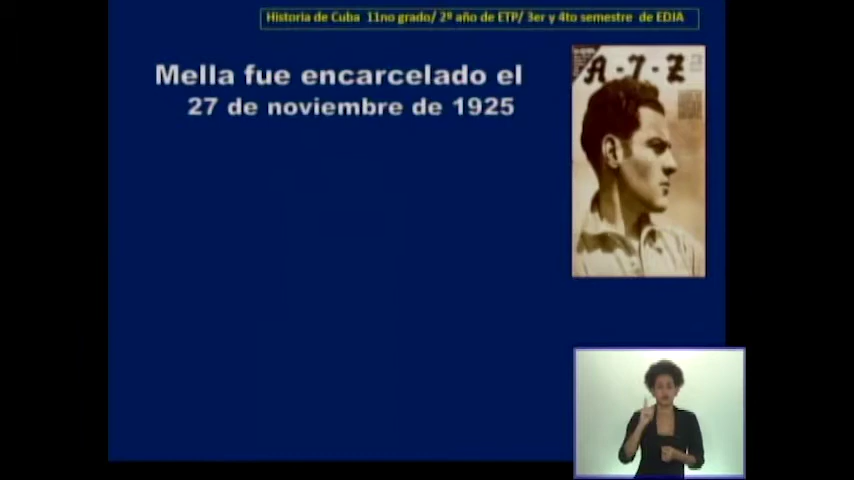 Historia de Cuba 11no grado/ 2º año de ETP/ 3er y 4to semestre de EDJA
Mella fue encarcelado el
27 de noviembre de 1925
A-I-Z